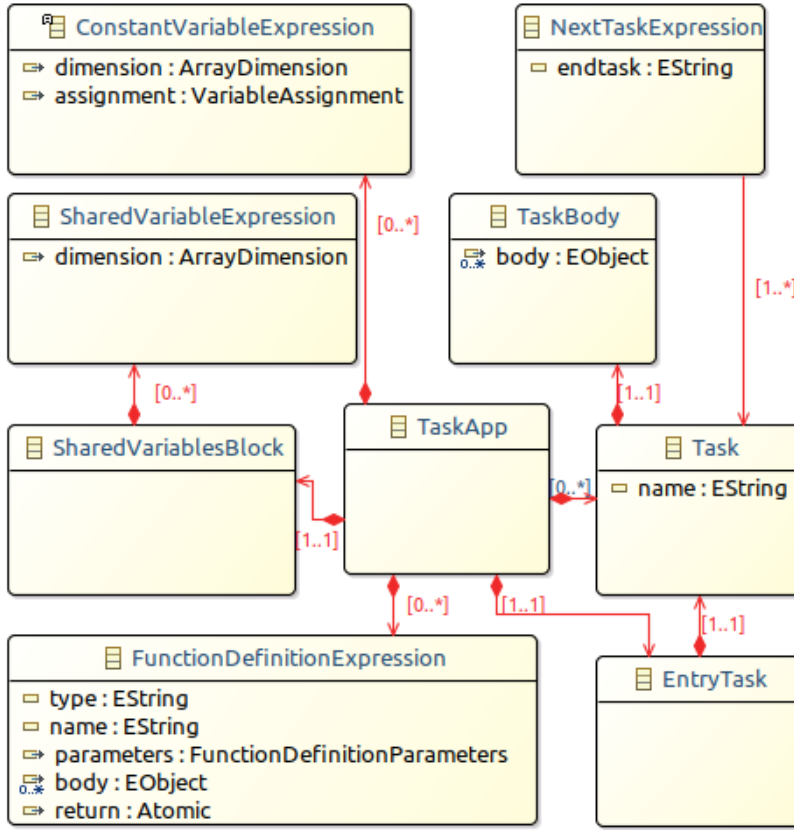 ConstantVariableExpression
dimension : ArrayDimension
assignment : VariableAssignment
NextTaskExpression
endtask : EString
SharedVariableExpression
dimension : ArrayDimension
[0..*]
TaskBody
0..*
body : EObject
[1..*]
[0..*]
[1..1]
SharedVariablesBlock
TaskApp
Task
name : EString
[0..*]
[1..1]
[0..*]
[1..1]
[1..1]
FunctionDefinitionExpression
type : EString
name : EString
parameters : FunctionDefinitionParameters
0..*
body : EObject
return : Atomic
EntryTask